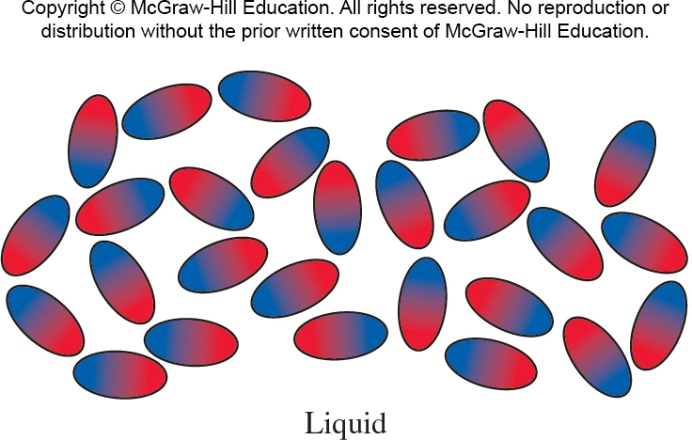 Copyright © McGraw-Hill Education. All rights reserved. No reproduction or
distribution without the prior written consent of McGraw-Hill Education.
Liquid